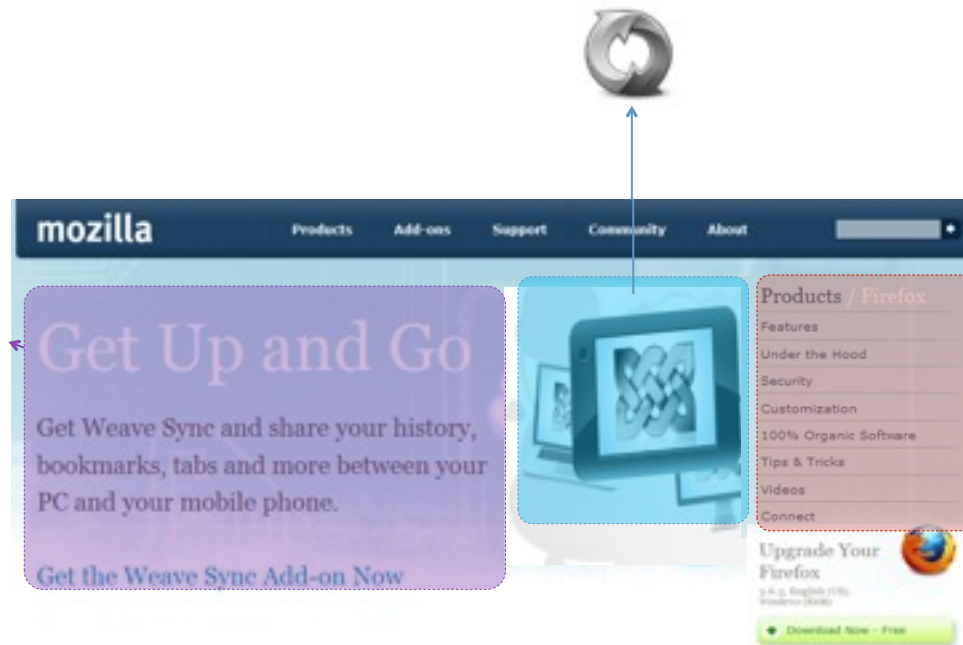 mozilla
Products Add-ons Support Community About
Get Up and Go
Get Weave Sync and share your history,
bookmarks, tabs and more between your
PC and your mobile phone.
Get the Weave Sync Add-on Now
Products / Firefox
Features
Under the Hood
Security
Customization
100% Organic Software
Tips & Tricks
Videos
Connect
Upgrade Your
Firefox
English (US),
Download Now - Free